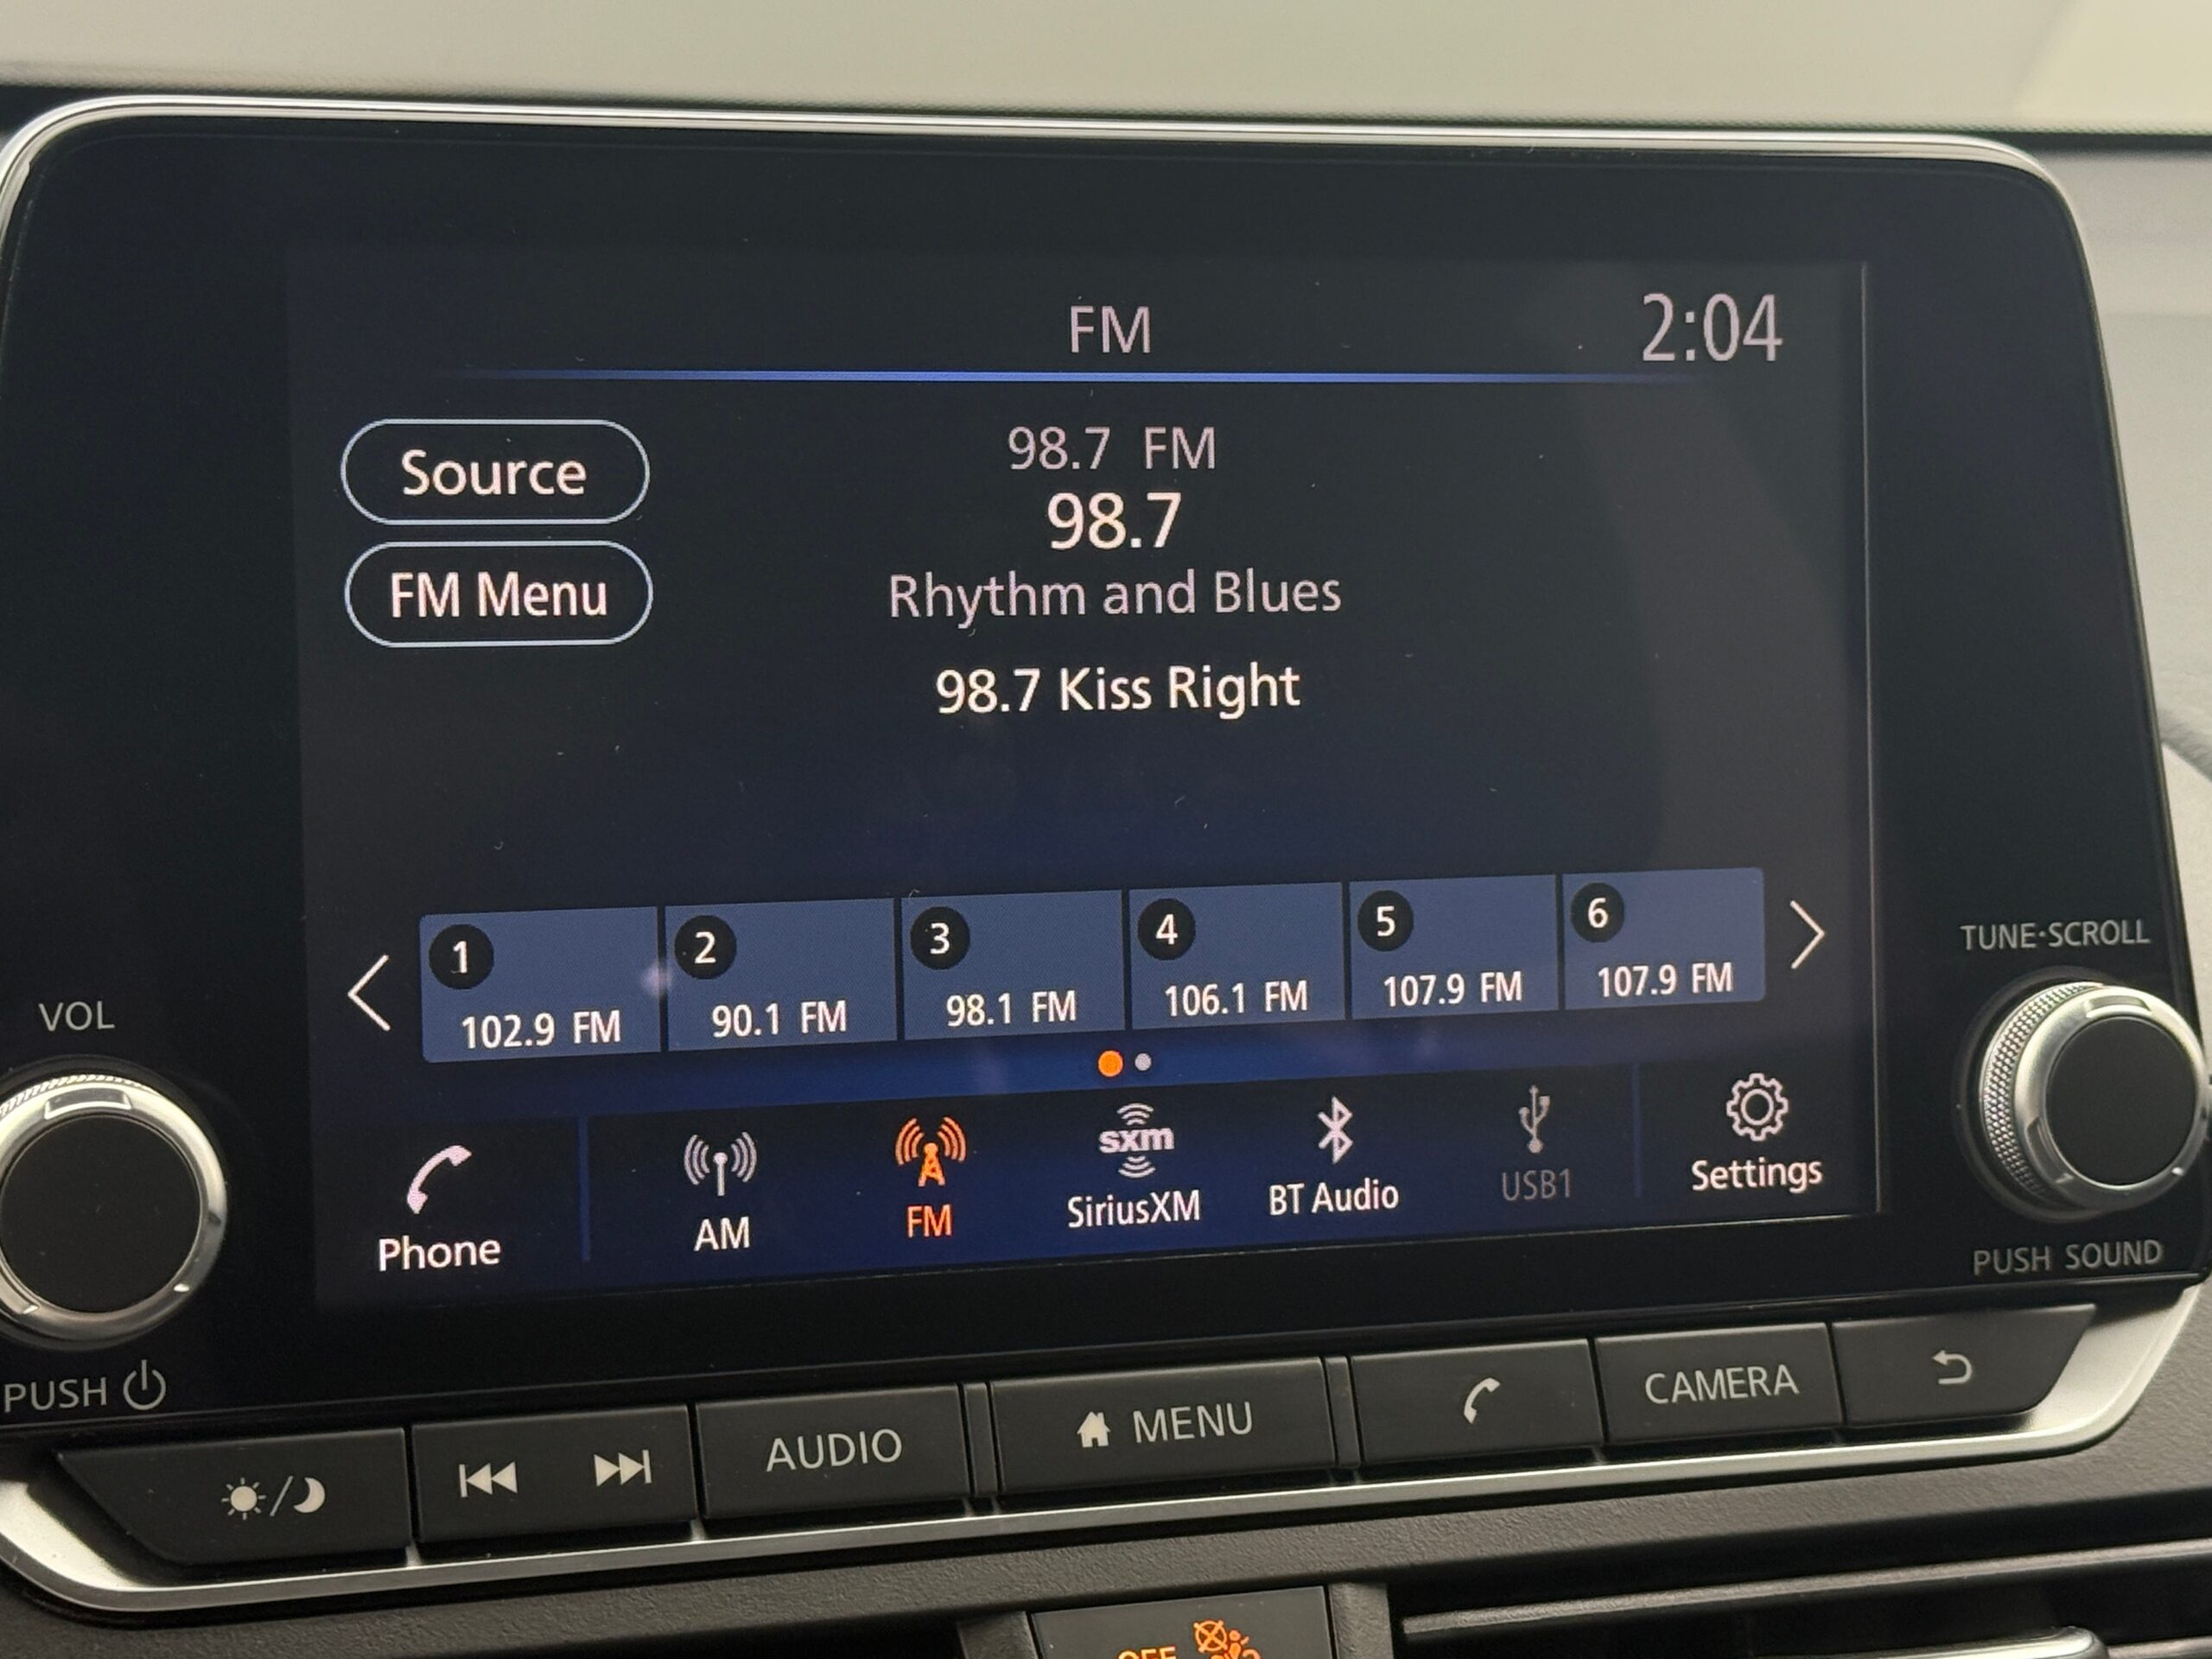 FM
2:04
Source
FM Menu
98.7 FM
98.7
Rhythm and Blues
98.7 Kiss Right
1
102.9 FM
2
90.1 FM
3
98.1 FM
4
106.1 FM
5
107.9 FM
6
107.9 FM
Phone
AM
FM
sxm
SiriusXM
BT Audio
USB1
Settings
VOL
PUSH
TUNE·SCROLL
PUSH SOUND
AUDIO
MENU
CAMERA
OFF